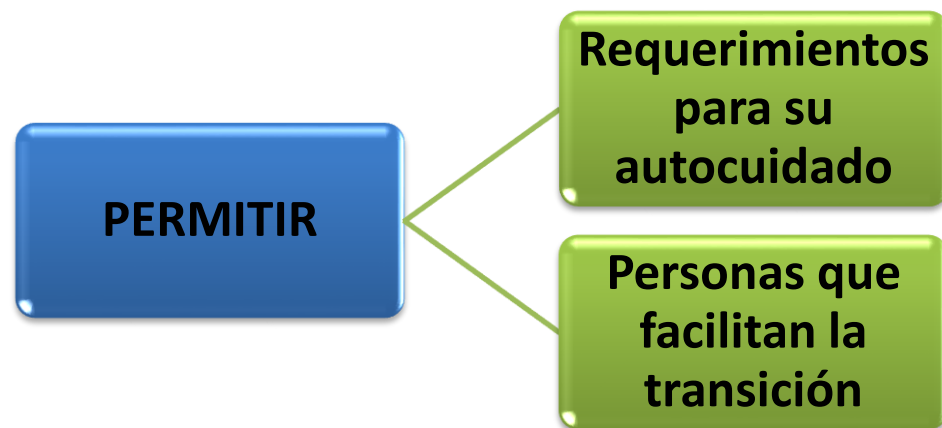 PERMITIR
Requerimientos
para su
autocuidado
Personas que
facilitan la
transición